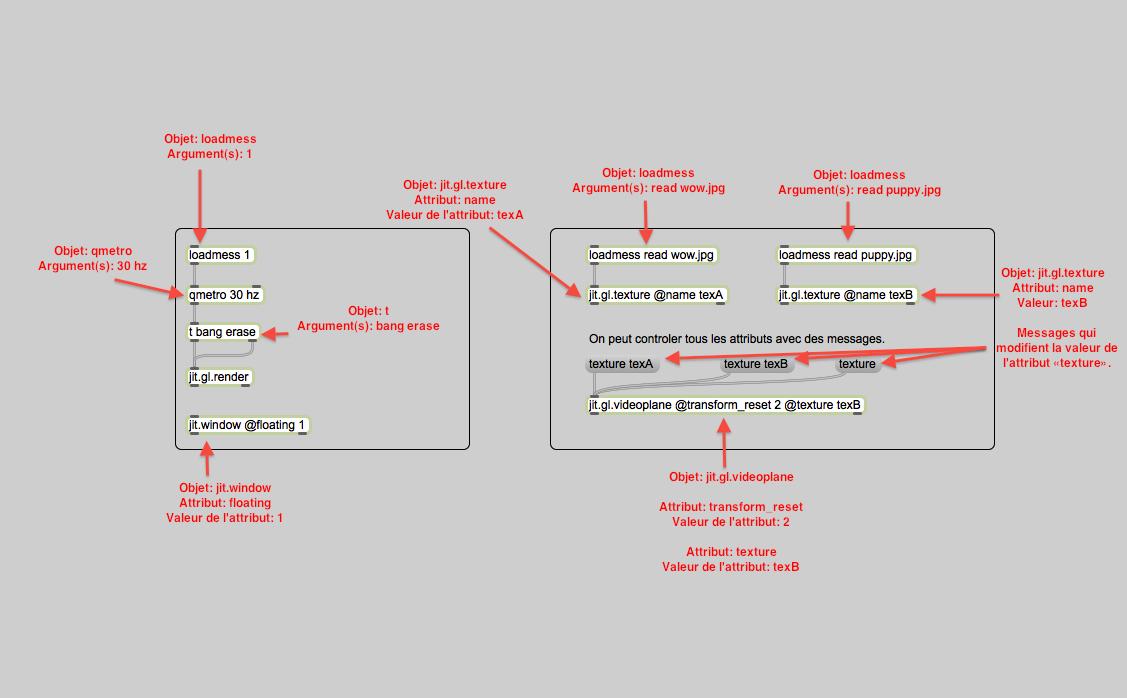 Objet: loadmess
Argument(s): 1
Objet: qmetro
Argument(s): 30 hz
loadmess 1
qmetro 30 hz
t bang erase
Objet: t
Argument(s): bang erase
jit.gl.render
jit.window @floating 1
Objet: jit.window
Attribut: floating
Valeur de l'attribut: 1
Objet: jit.gl.texture
Attribut: name
Valeur de l'attribut: texA
Objet: loadmess
Argument(s): read wow.jpg
Objet: loadmess
Argument(s): read puppy.jpg
loadmess read wow.jpg
loadmess read puppy.jpg
jit.gl.texture @name texA
jit.gl.texture @name texB
Objet: jit.gl.texture
Attribut: name
Valeur: texB
On peut controler tous les attributs avec des messages.
Messages qui
modifient la valeur de
l'attribut «texture».
texture texA
texture texB
texture
jit.gl.videoplane @transform_reset 2 @texture texB
Objet: jit.gl.videoplane
Attribut: transform_reset
Valeur de l'attribut: 2
Attribut: texture
Valeur de l'attribut: texB